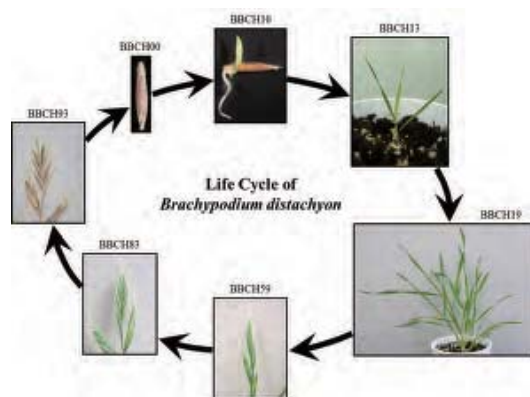 BBCH00
BBCH10
BBCH13
BBCH93
Life Cycle of
Brachypodium distachyon
BBCH19
BBCH83
BBCH59